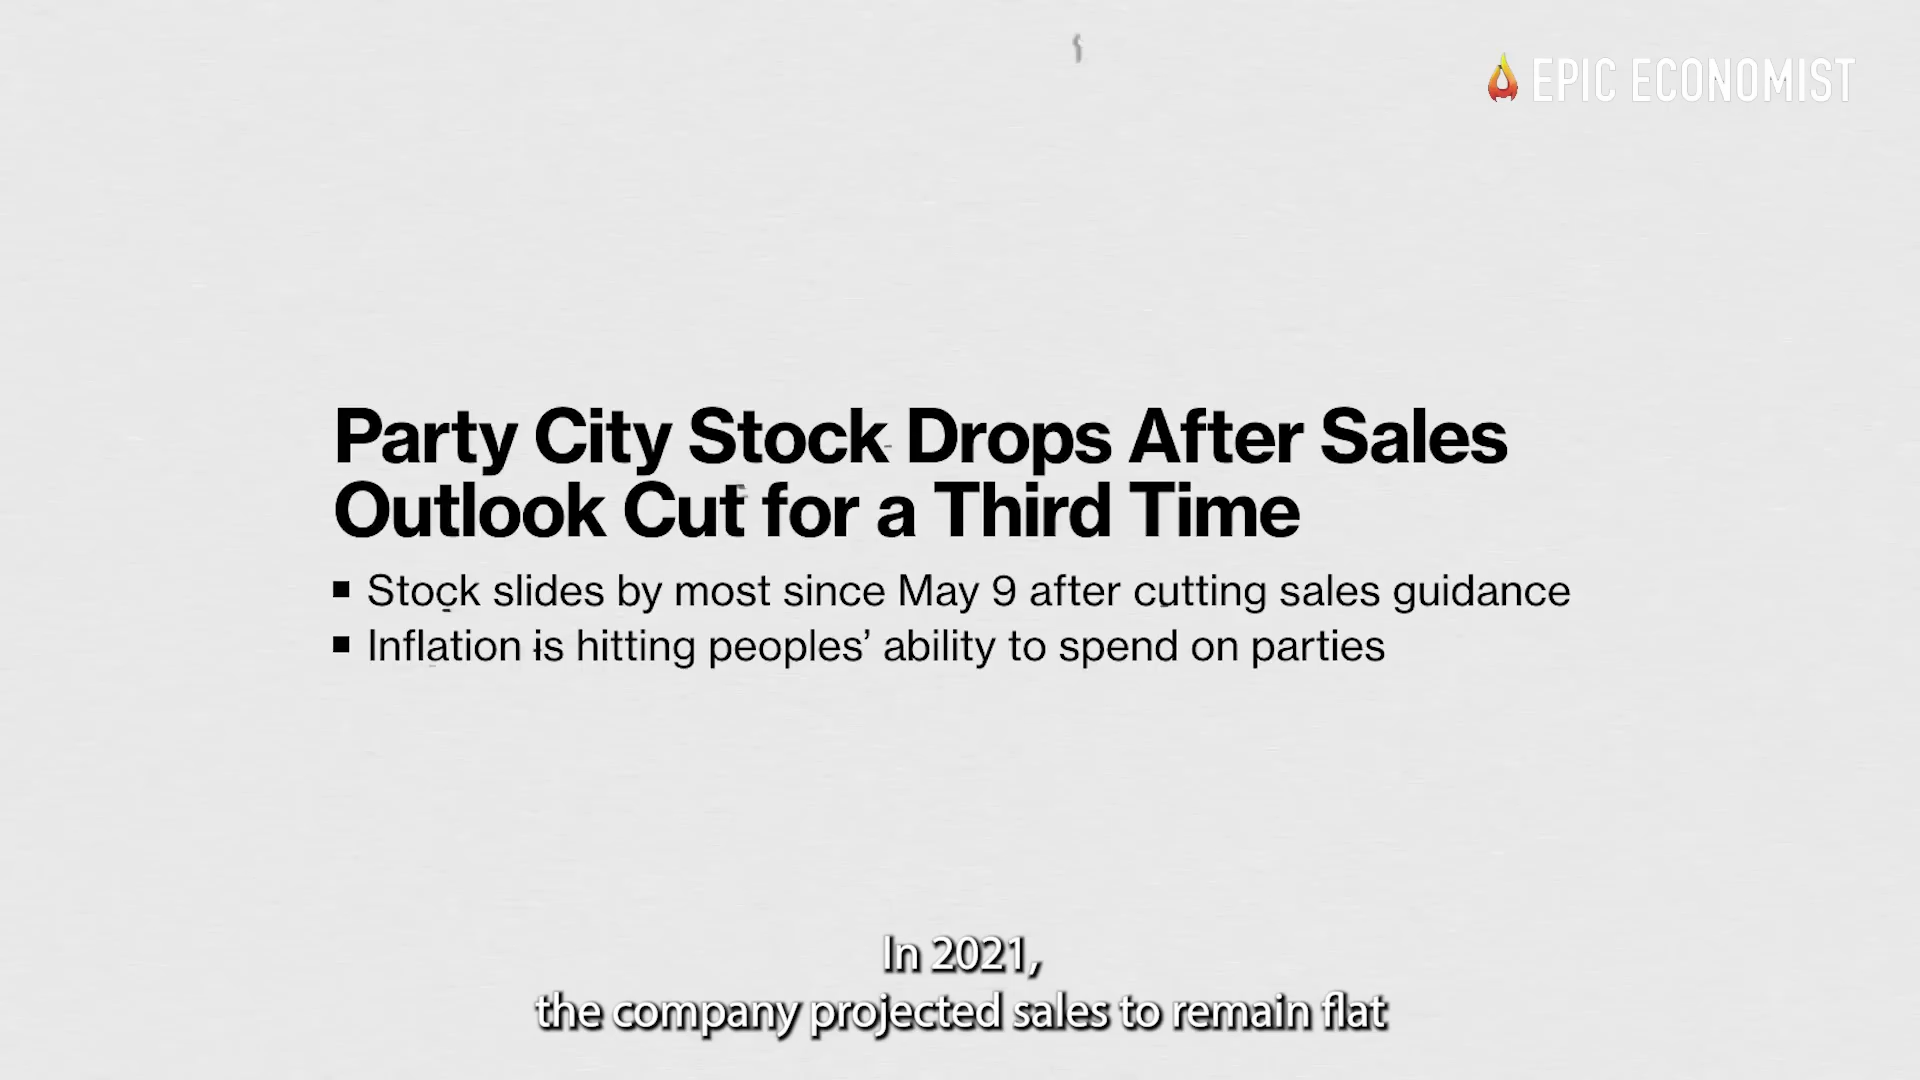 EPIC ECONOMIST
Party City Stock Drops After Sales
Outlook Cut for a Third Time
■ Stock slides by most since May 9 after cutting sales guidance
■ Inflation is hitting peoples’ ability to spend on parties
In 2021,
the company projected sales to remain flat